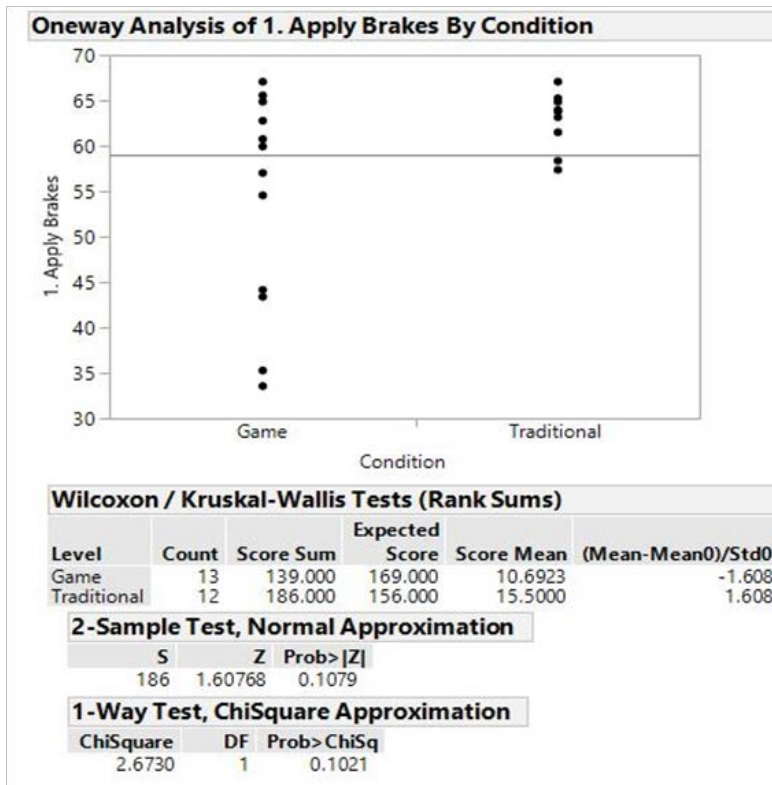 Oneway Analysis of 1. Apply Brakes By Condition
70
65
60
55
50
45
40
35
30
1. Apply Brakes
Game Traditional
Condition
Wilcoxon / Kruskal-Wallis Tests (Rank Sums)
Expected
Level Count Score Sum Score Score Mean (Mean-Mean0)/Std0
Game 13 139.000 169.000 10.6923 -1.608
Traditional 12 186.000 156.000 15.5000 1.608
2-Sample Test, Normal Approximation
S Z Prob>|Z|
186 1.60768 0.1079
1-Way Test, ChiSquare Approximation
ChiSquare DF Prob>ChiSq
2.6730 1 0.1021